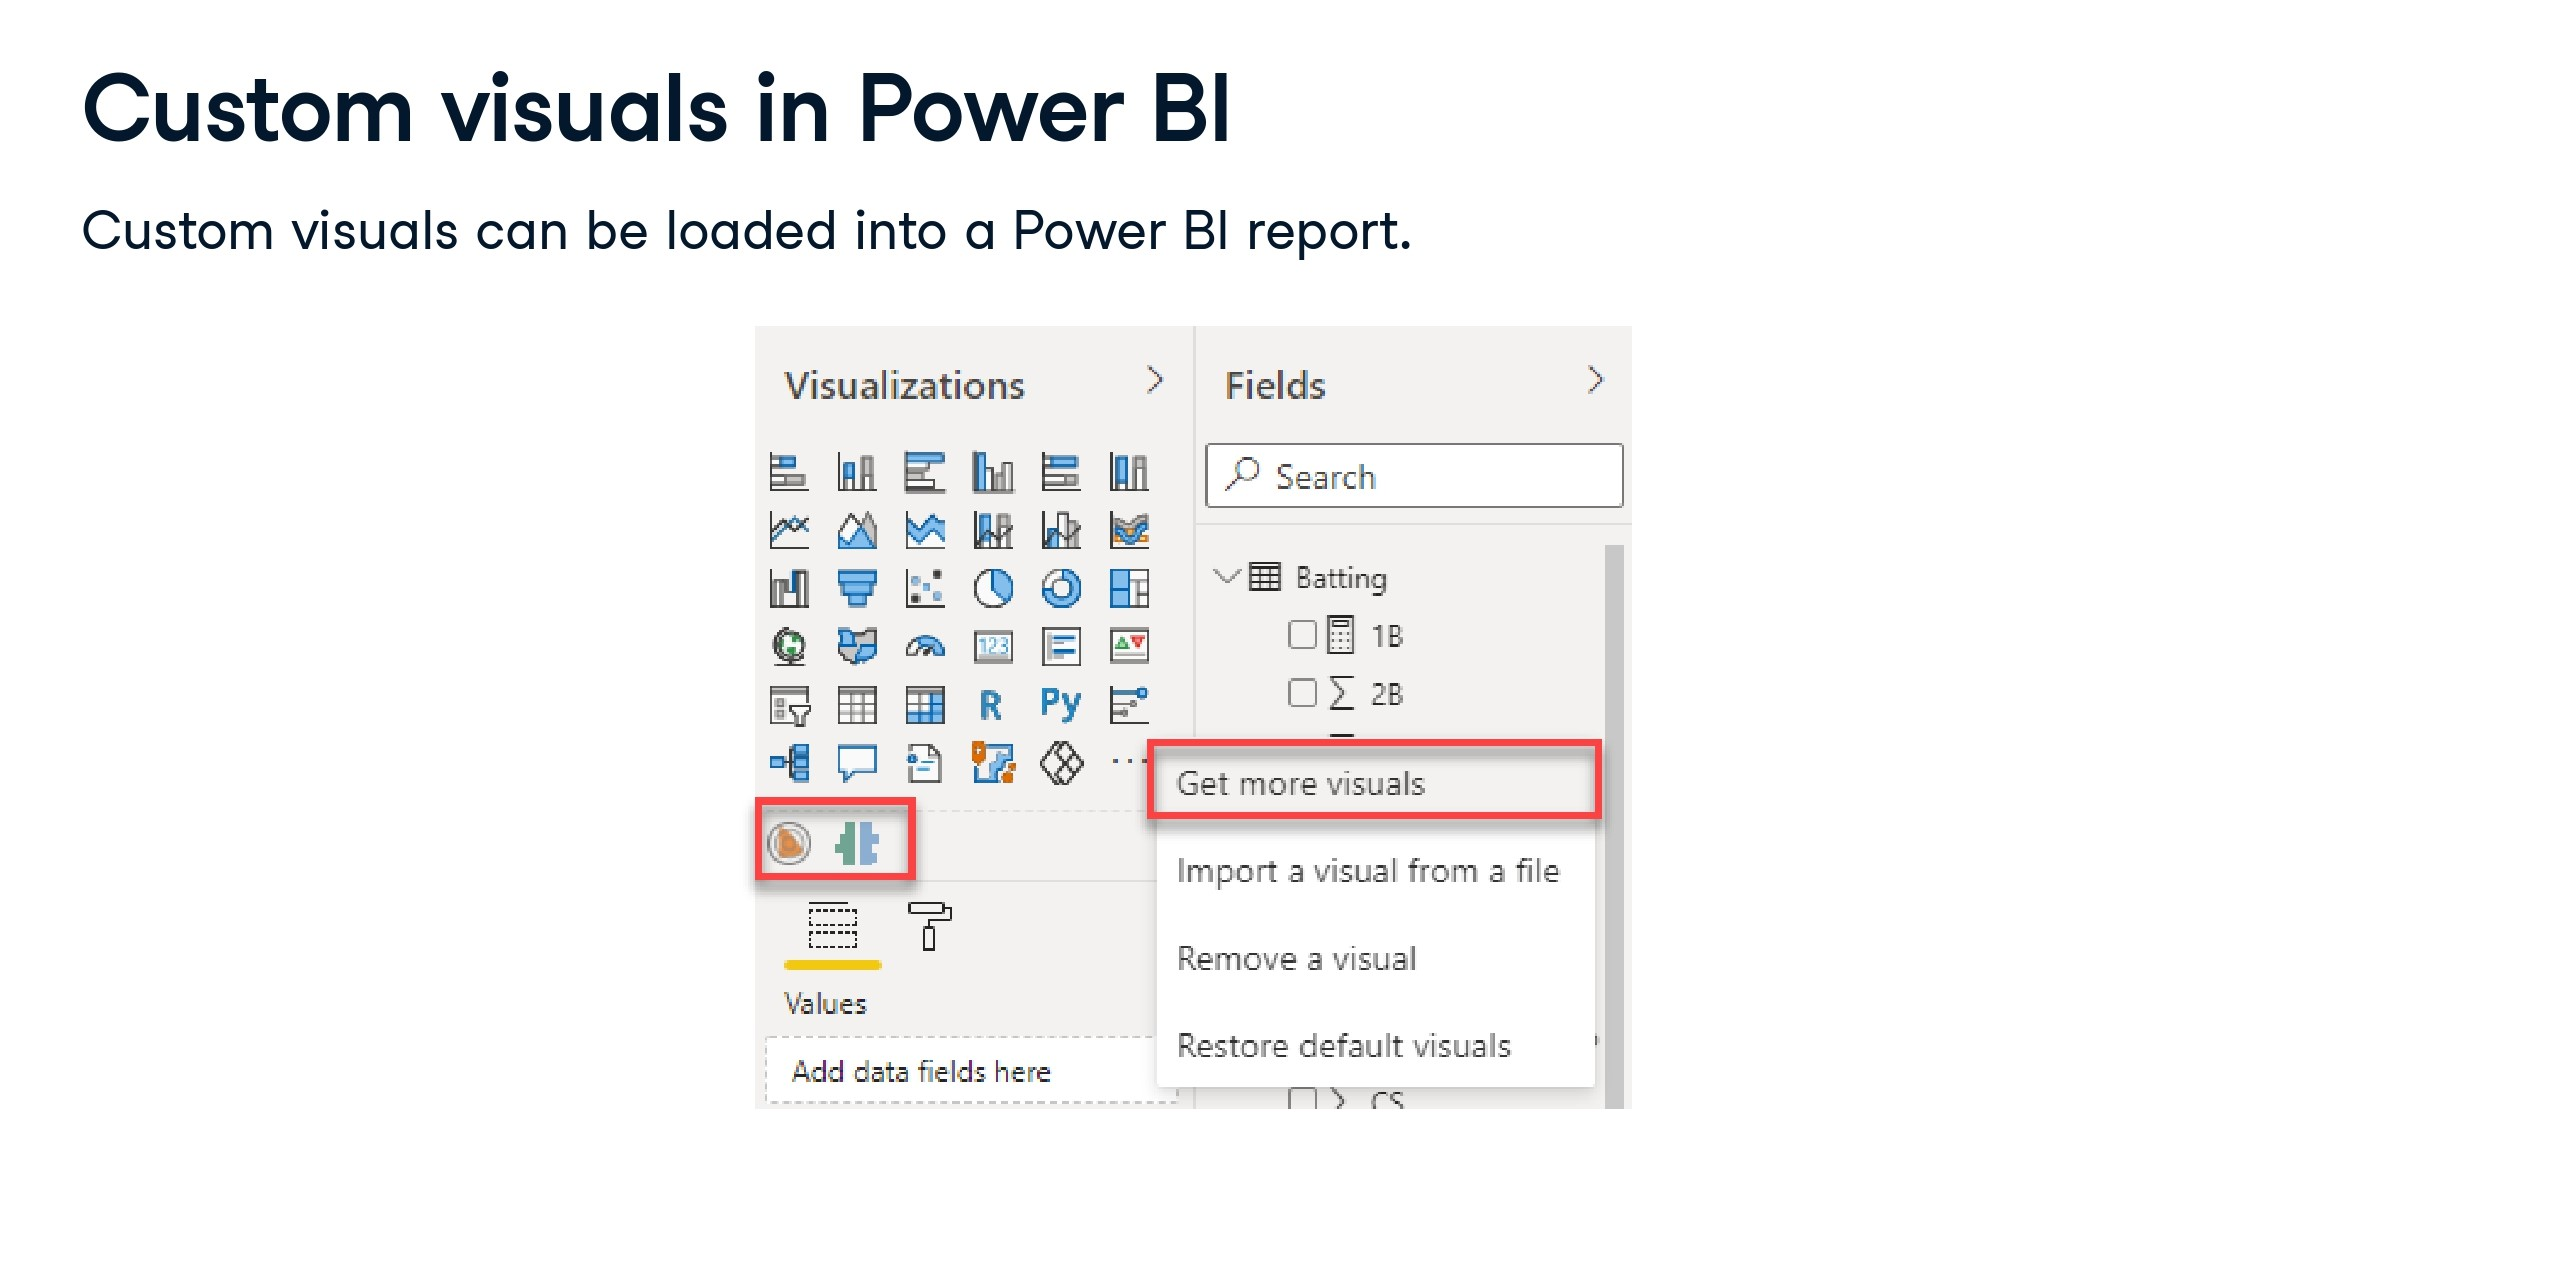 Custom visuals in Power BI
Custom visuals can be loaded into a Power BI report.
Visualizations
123
R
Py
Values
Add data fields here
Fields
Search
Batting
1B
2B
Get more visuals
Import a visual from a file
Remove a visual
Restore default visuals
CS